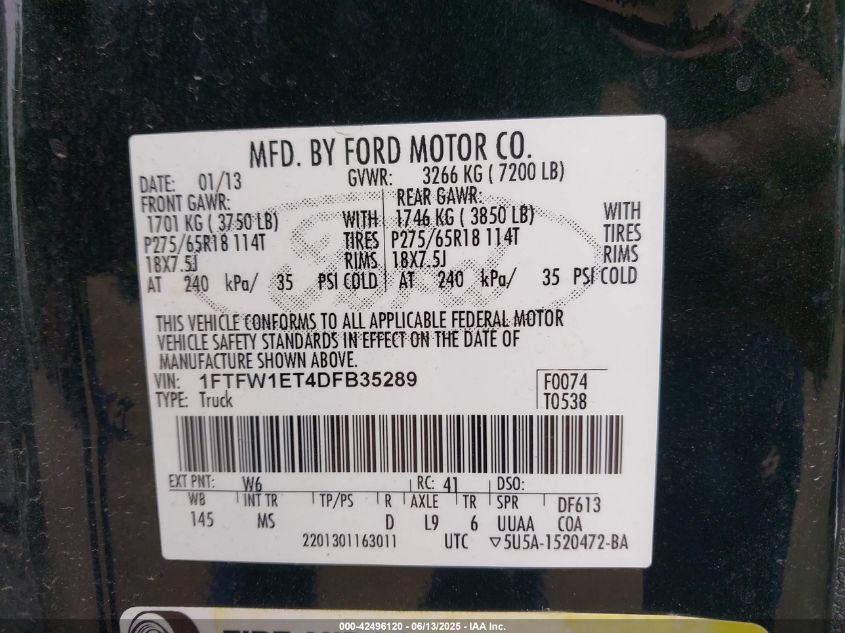 MFD. BY FORD MOTOR CO.
DATE: 01/13 GVWR: 3266 KG ( 7200 LB)
FRONT GAWR: REAR GAWR:
1701 KG ( 3750 LB) WITH 1746 KG ( 3850 LB) WITH
P275/65R18 114T TIRES P275/65R18 114T TIRES
18X7.5J RIMS 18X7.5J RIMS
AT 240 kPa/ 35 PSI COLD AT 240 kPa/ 35 PSI COLD
THIS VEHICLE CONFORMS TO ALL APPLICABLE FEDERAL MOTOR
VEHICLE SAFETY STANDARDS IN EFFECT ON THE DATE OF
MANUFACTURE SHOWN ABOVE.
VIN: 1FTFW1ET4DFB35289 F0074
TYPE: Truck T0538
EXT PNT: W6 RC: 41 DSO:
WB INT TR TP/PS R AXLE TR SPR DF613
145 MS D L9 6 UUAA COA
2201301163011 UTC ▽5U5A-1520472-BA
000-42496120 - 06/13/2025 - IAA Inc.